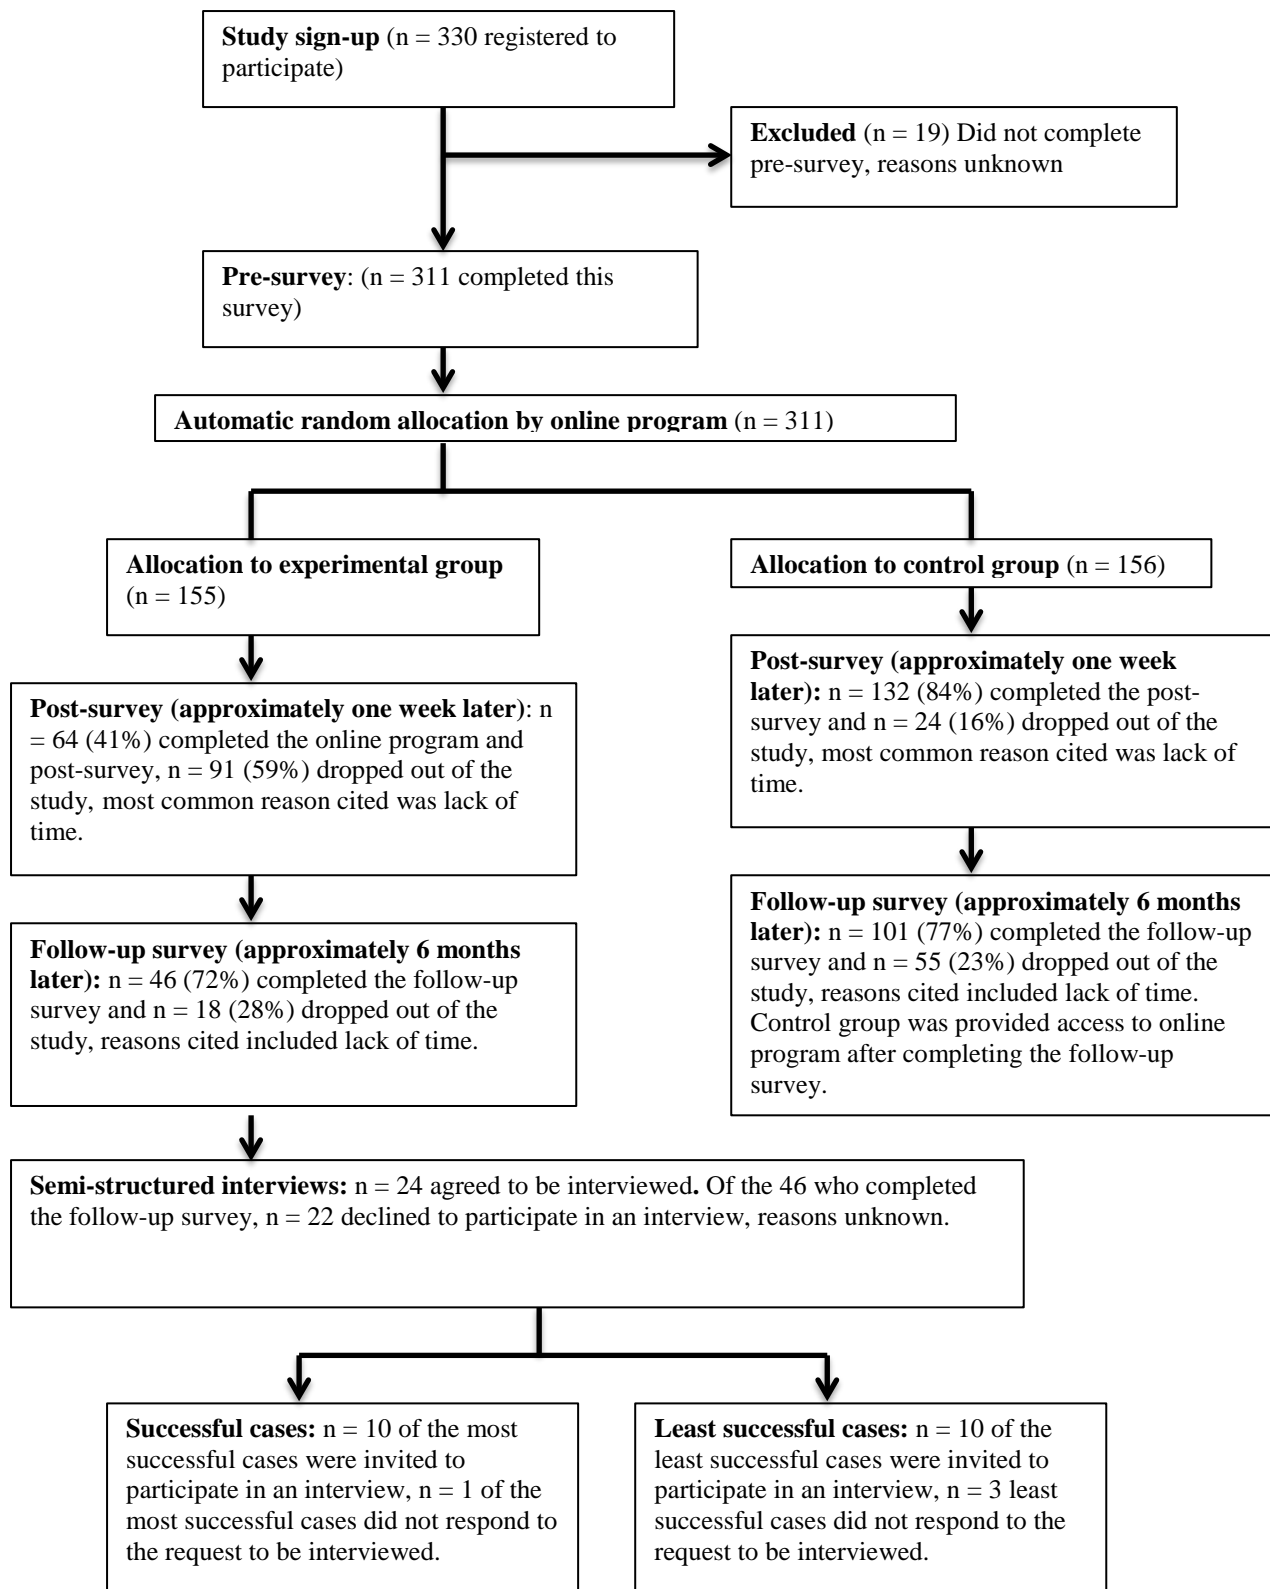 Study sign-up (n = 330 registered to
participate)
Excluded (n = 19) Did not complete
pre-survey, reasons unknown
Pre-survey: (n = 311 completed this
survey)
Automatic random allocation by online program (n = 311)
Allocation to experimental group
(n = 155)
Allocation to control group (n = 156)
Post-survey (approximately one week later): n
= 64 (41%) completed the online program and
post-survey, n = 91 (59%) dropped out of the
study, most common reason cited was lack of
time.
Post-survey (approximately one week
later): n = 132 (84%) completed the post-
survey and n = 24 (16%) dropped out of the
study, most common reason cited was lack of
time.
Follow-up survey (approximately 6 months
later): n = 46 (72%) completed the follow-up
survey and n = 18 (28%) dropped out of the
study, reasons cited included lack of time.
Follow-up survey (approximately 6 months
later): n = 101 (77%) completed the follow-up
survey and n = 55 (23%) dropped out of the
study, reasons cited included lack of time.
Control group was provided access to online
program after completing the follow-up
survey.
Semi-structured interviews: n = 24 agreed to be interviewed. Of the 46 who completed
the follow-up survey, n = 22 declined to participate in an interview, reasons unknown.
Successful cases: n = 10 of the most
successful cases were invited to
participate in an interview, n = 1 of the
most successful cases did not respond to
the request to be interviewed.
Least successful cases: n = 10 of the
least successful cases were invited to
participate in an interview, n = 3 least
successful cases did not respond to the
request to be interviewed.